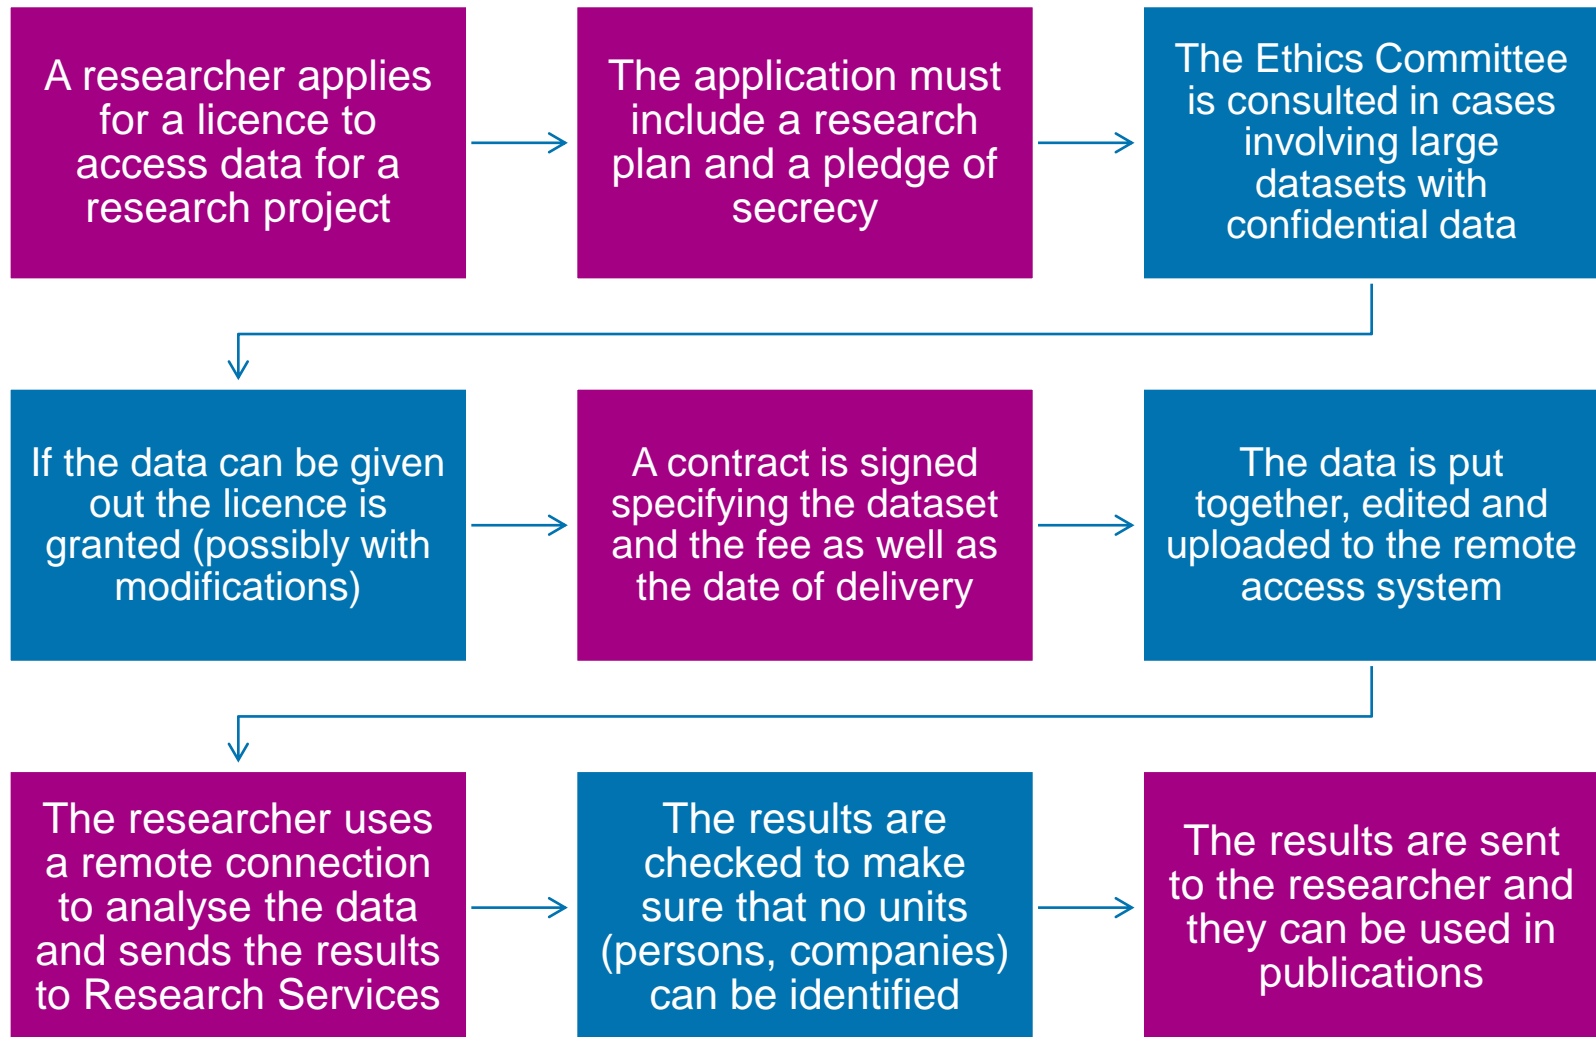 A researcher applies
for a licence to
access data for a
research project
The application must
include a research
plan and a pledge of
secrecy
The Ethics Committee
is consulted in cases
involving large
datasets with
confidential data
If the data can be given
out the licence is
granted (possibly with
modifications)
A contract is signed
specifying the dataset
and the fee as well as
the date of delivery
The data is put
together, edited and
uploaded to the remote
access system
The researcher uses
a remote connection
to analyse the data
and sends the results
to Research Services
The results are
checked to make
sure that no units
(persons, companies)
can be identified
The results are sent
to the researcher and
they can be used in
publications